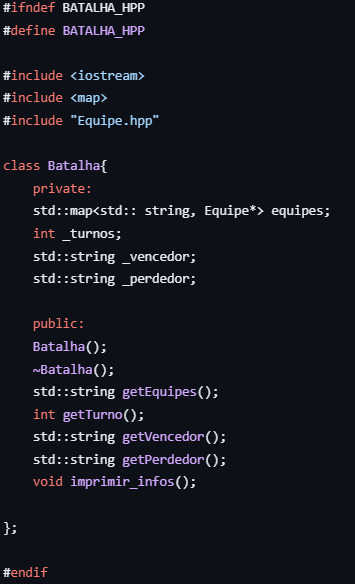 #ifndef BATALHA_HPP
#define BATALHA_HPP
#include <iostream>
#include <map>
#include "Equipe.hpp"
class Batalha{
private:
std::map<std:: string, Equipe*> equipes;
int _turnos;
std::string _vencedor;
std::string _perdedor;
public:
Batalha();
~Batalha();
std::string getEquipes();
int getTurno();
std::string getVencedor();
std::string getPerdedor();
void imprimir_infos();
};
#endif